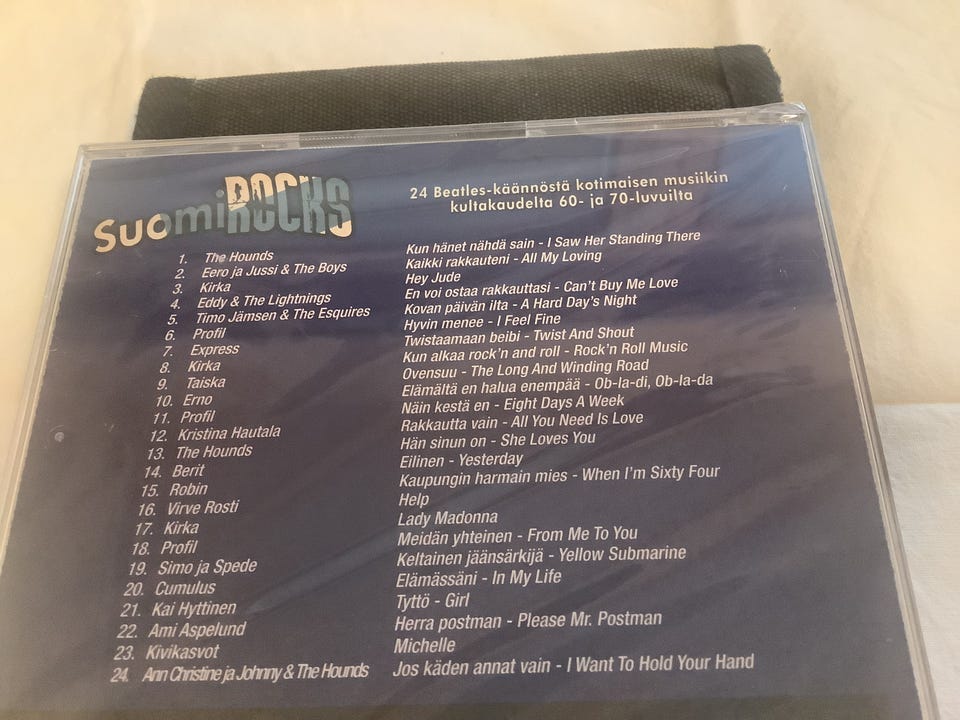 SuomiROCKS
24 Beatles-käännöstä kotimaisen musiikin
kultakaudelta 60- ja 70-luvuilta
1. The Hounds Kun hänet nähdä sain - I Saw Her Standing There
2. Eero ja Jussi & The Boys Kaikki rakkauteni - All My Loving
3. Kirka Hey Jude
4. Eddy & The Lightnings En voi ostaa rakkauttasi - Can't Buy Me Love
5. Timo Jämsen & The Esquires Kovan päivän ilta - A Hard Day's Night
6. Profil Hyvin menee - I Feel Fine
7. Express Twistaamaan beibi - Twist And Shout
8. Kirka Kun alkaa rock'n and roll - Rock'n Roll Music
9. Taiska Ovensuu - The Long And Winding Road
10. Erno Elämältä en halua enempää - Ob-la-di, Ob-la-da
11. Profil Näin kestä en - Eight Days A Week
12. Kristina Hautala Rakkautta vain - All You Need Is Love
13. The Hounds Hän sinun on - She Loves You
14. Berit Eilinen - Yesterday
15. Robin Kaupungin harmain mies - When I'm Sixty Four
16. Virve Rosti Help
17. Kirka Lady Madonna
18. Profil Meidän yhteinen - From Me To You
19. Simo ja Spede Keltainen jäänsärkijä - Yellow Submarine
20. Cumulus Elämässäni - In My Life
21. Kai Hyttinen Tyttö - Girl
22. Ami Aspelund Herra postman - Please Mr. Postman
23. Kivikasvot Michelle
24. Ann Christine ja Johnny & The Hounds Jos käden annat vain - I Want To Hold Your Hand